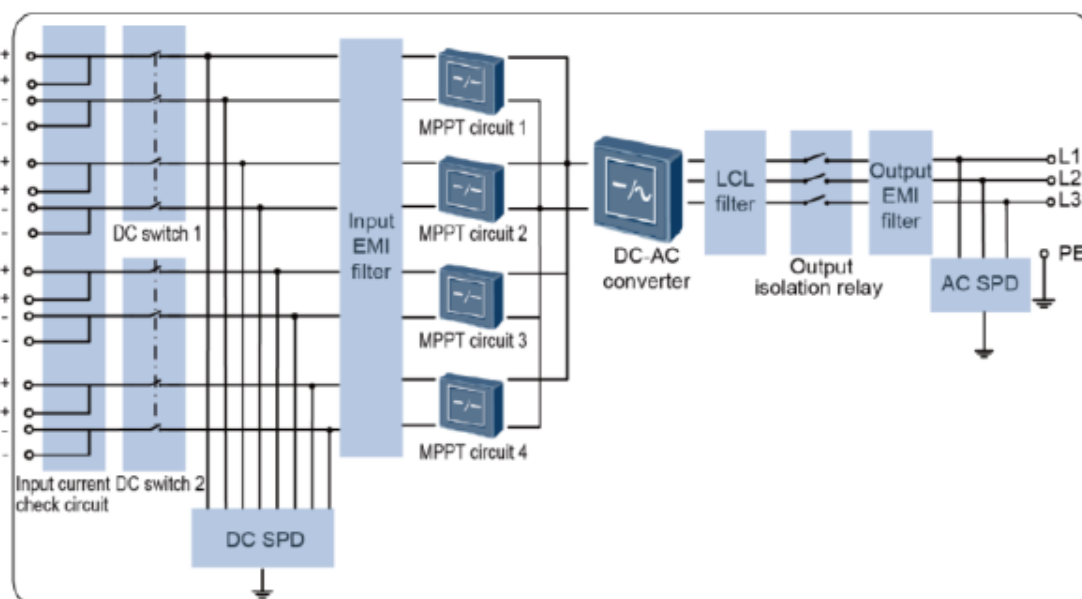 +
+
-
-
+
+
-
-
+
+
-
-
+
+
-
-
Input current
check circuit
DC switch 1
DC switch 2
DC SPD
Input
EMI
filter
MPPT circuit 1
MPPT circuit 2
MPPT circuit 3
MPPT circuit 4
DC-AC
converter
LCL
filter
Output
isolation relay
Output
EMI
filter
L1
L2
L3
PE
AC SPD